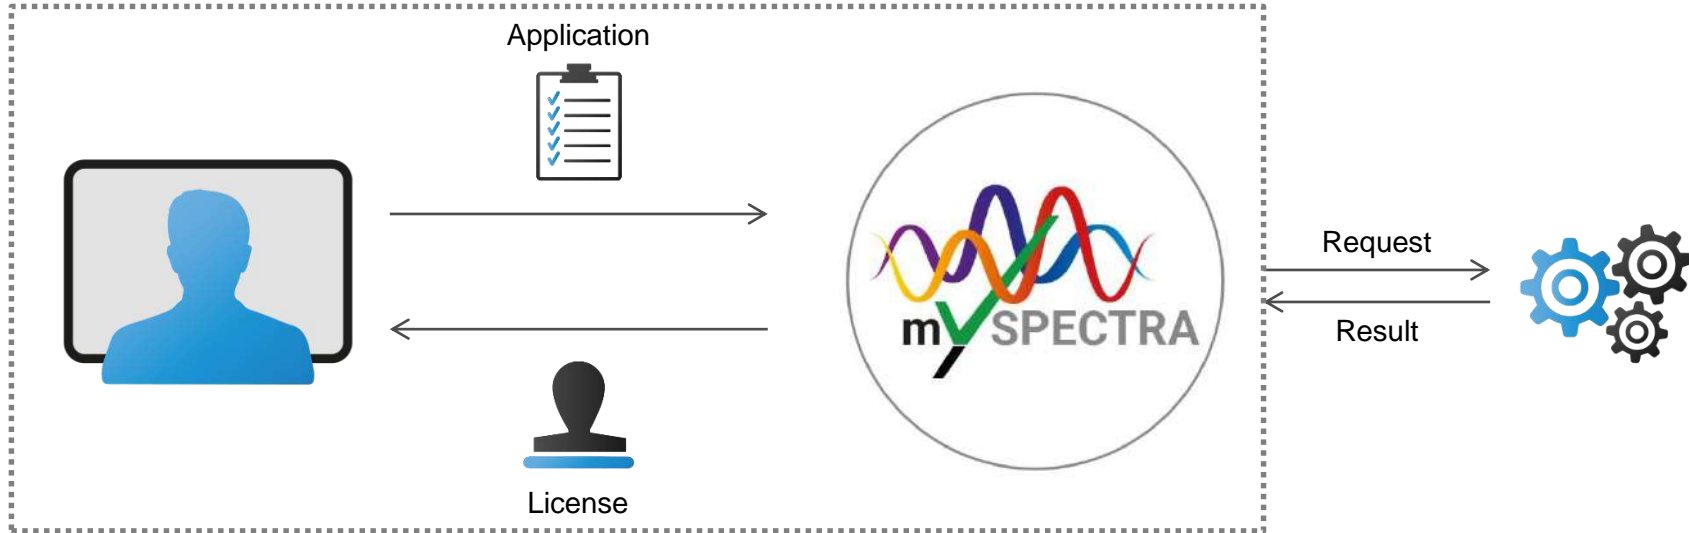 Application
my SPECTRA
Request
Result
License